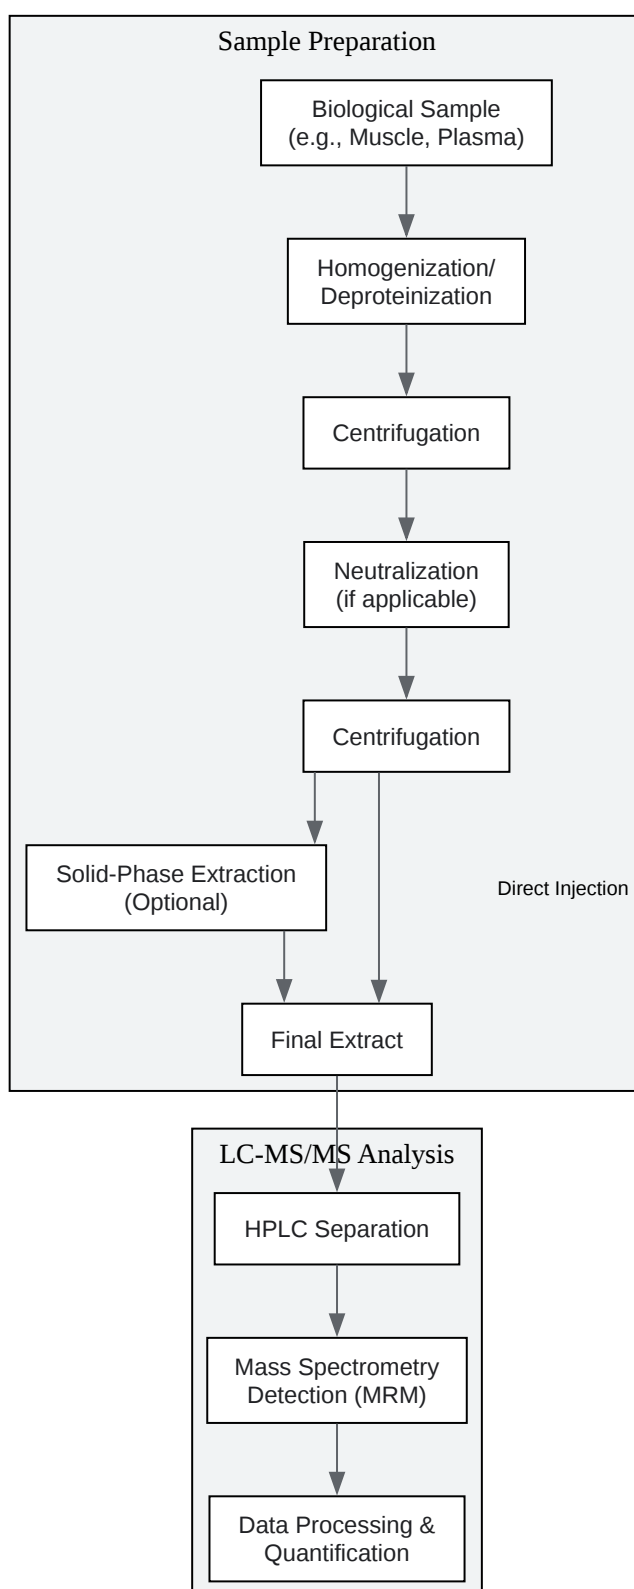 Sample Preparation
Biological Sample
(e.g., Muscle, Plasma)
Homogenization/
Deproteinization
Centrifugation
Neutralization
(if applicable)
Centrifugation
Solid-Phase Extraction
(Optional)
Direct Injection
Final Extract
LC-MS/MS Analysis
HPLC Separation
Mass Spectrometry
Detection (MRM)
Data Processing &
Quantification